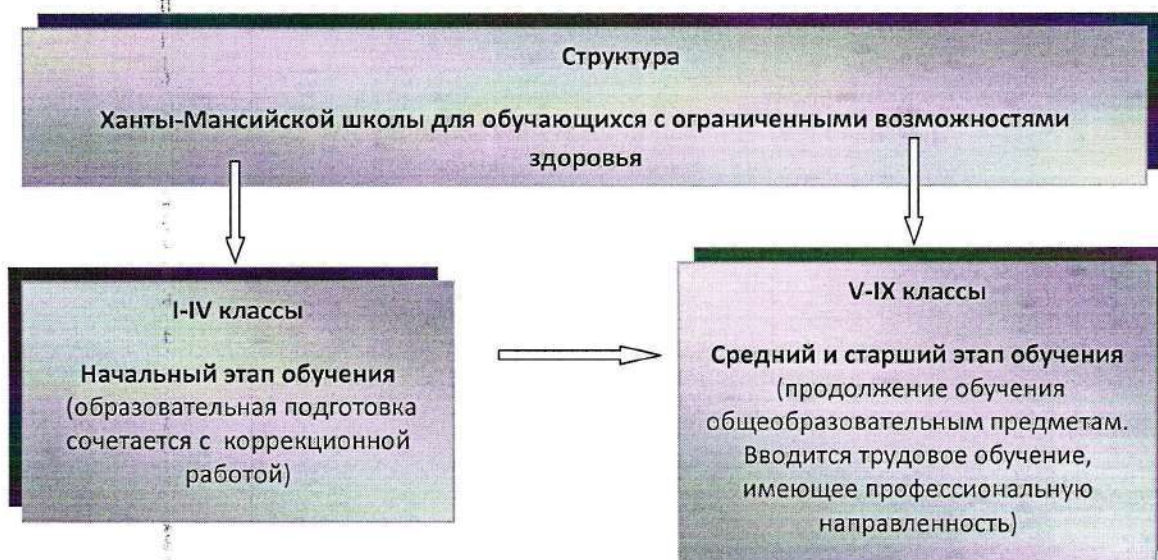 Структура
Ханты-Мансийской школы для обучающихся с ограниченными возможностями
здоровья
I-IV классы
Начальный этап обучения
(образовательная подготовка
сочетается с коррекционной
работой)
V-IX классы
Средний и старший этап обучения
(продолжение обучения
общеобразовательным предметам.
Вводится трудовое обучение,
имеющее профессиональную
направленность)